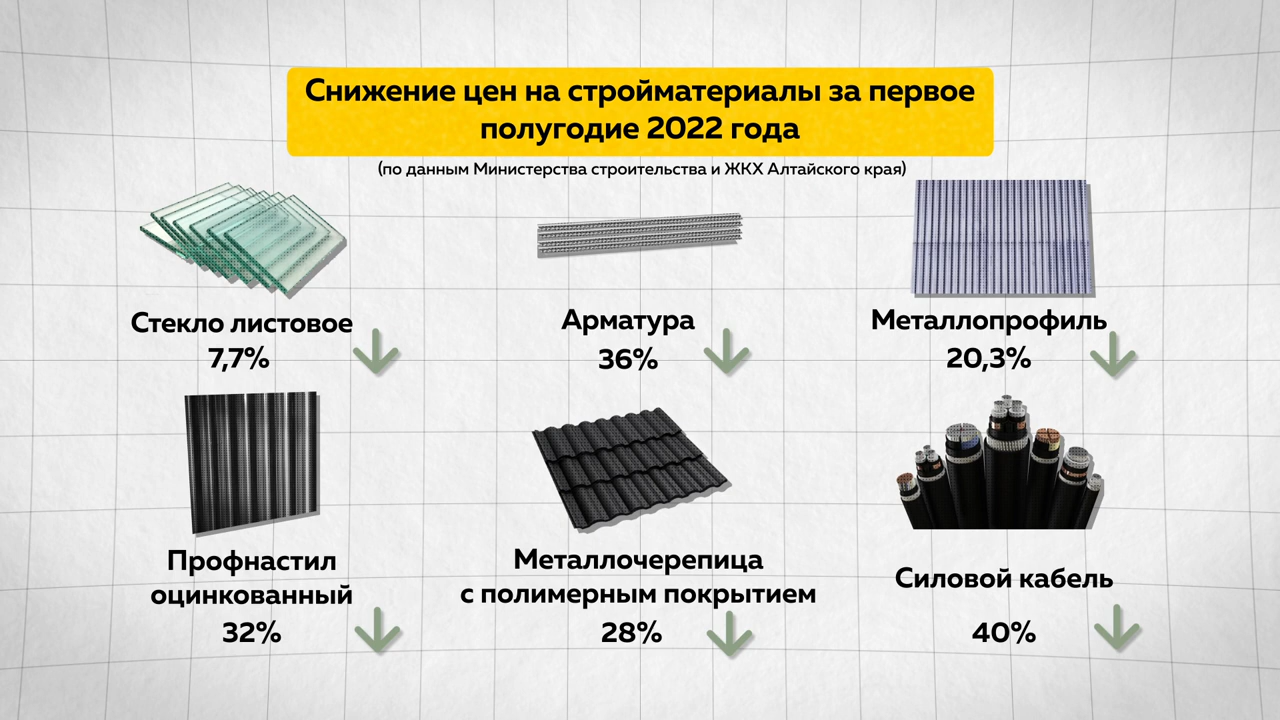 Снижение цен на стройматериалы за первое
полугодие 2022 года
(по данным Министерства строительства и ЖКХ Алтайского края)
Стекло листовое
7,7%
Арматура
36%
Металлопрофиль
20,3%
Профнастил
оцинкованный
32%
Металлочерепица
с полимерным покрытием
28%
Силовой кабель
40%